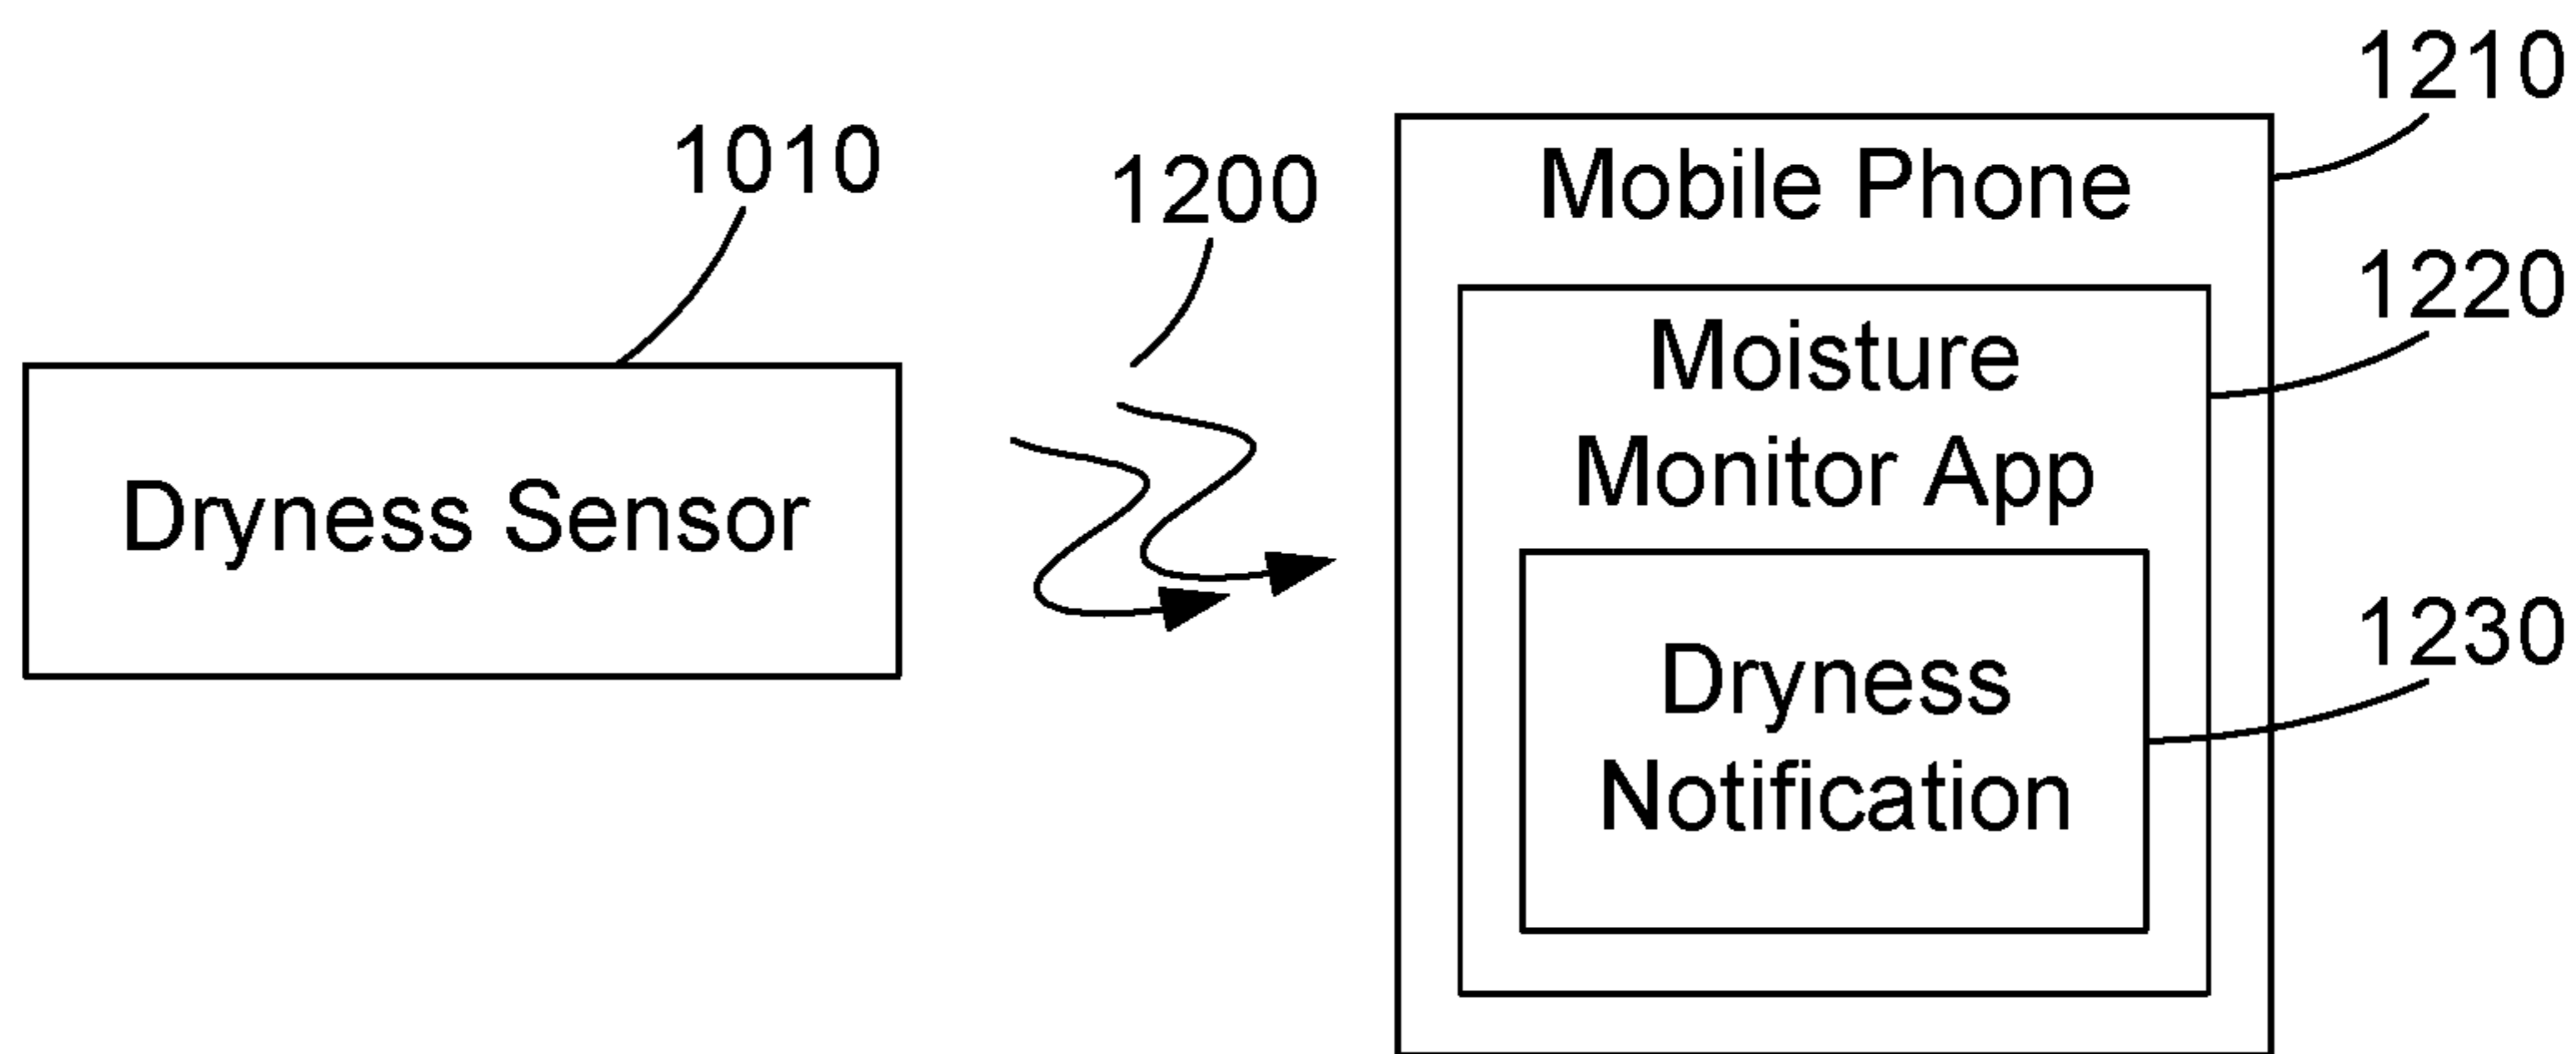 1210
1010
1200
Mobile Phone
1220
Moisture
Monitor App
Dryness Sensor
1230
Dryness
Notification